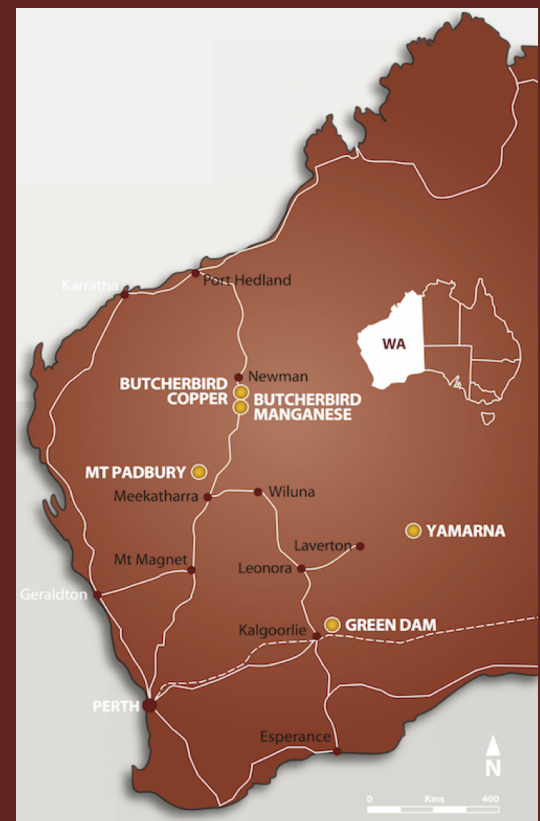 Karratha
Port Hedland
WA
Newman
BUTCHERBIRD
COPPER
BUTCHERBIRD
MANGANESE
MT PADBURY
Meekatharra
Wiluna
YAMARNA
Laverton
Mt Magnet
Leonora
Geraldton
GREEN DAM
Kalgoorlie
PERTH
Esperance
N
0 Kms 400